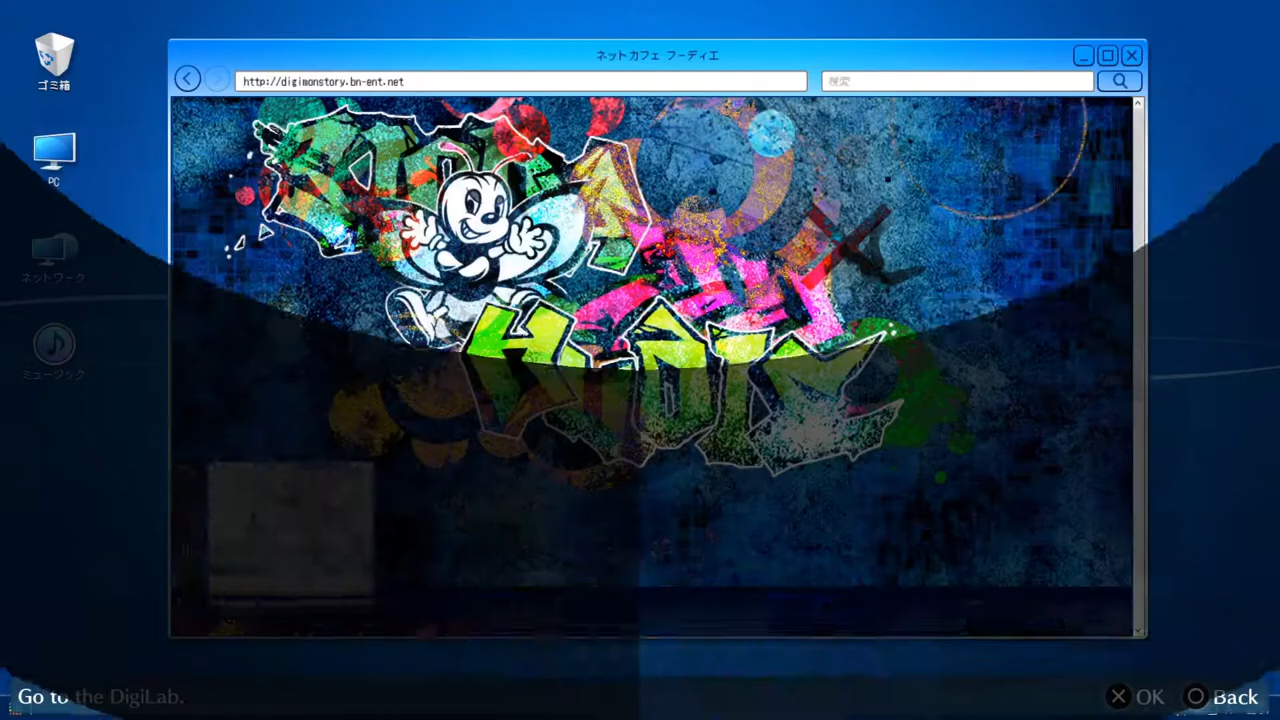 ネットカフェ フーディエ
http://digimonstory.bn-ent.net
検索
ゴミ箱
PC
ネットワーク
ミュージック
HUDIE
Go to the DigiLab.
OK
Back